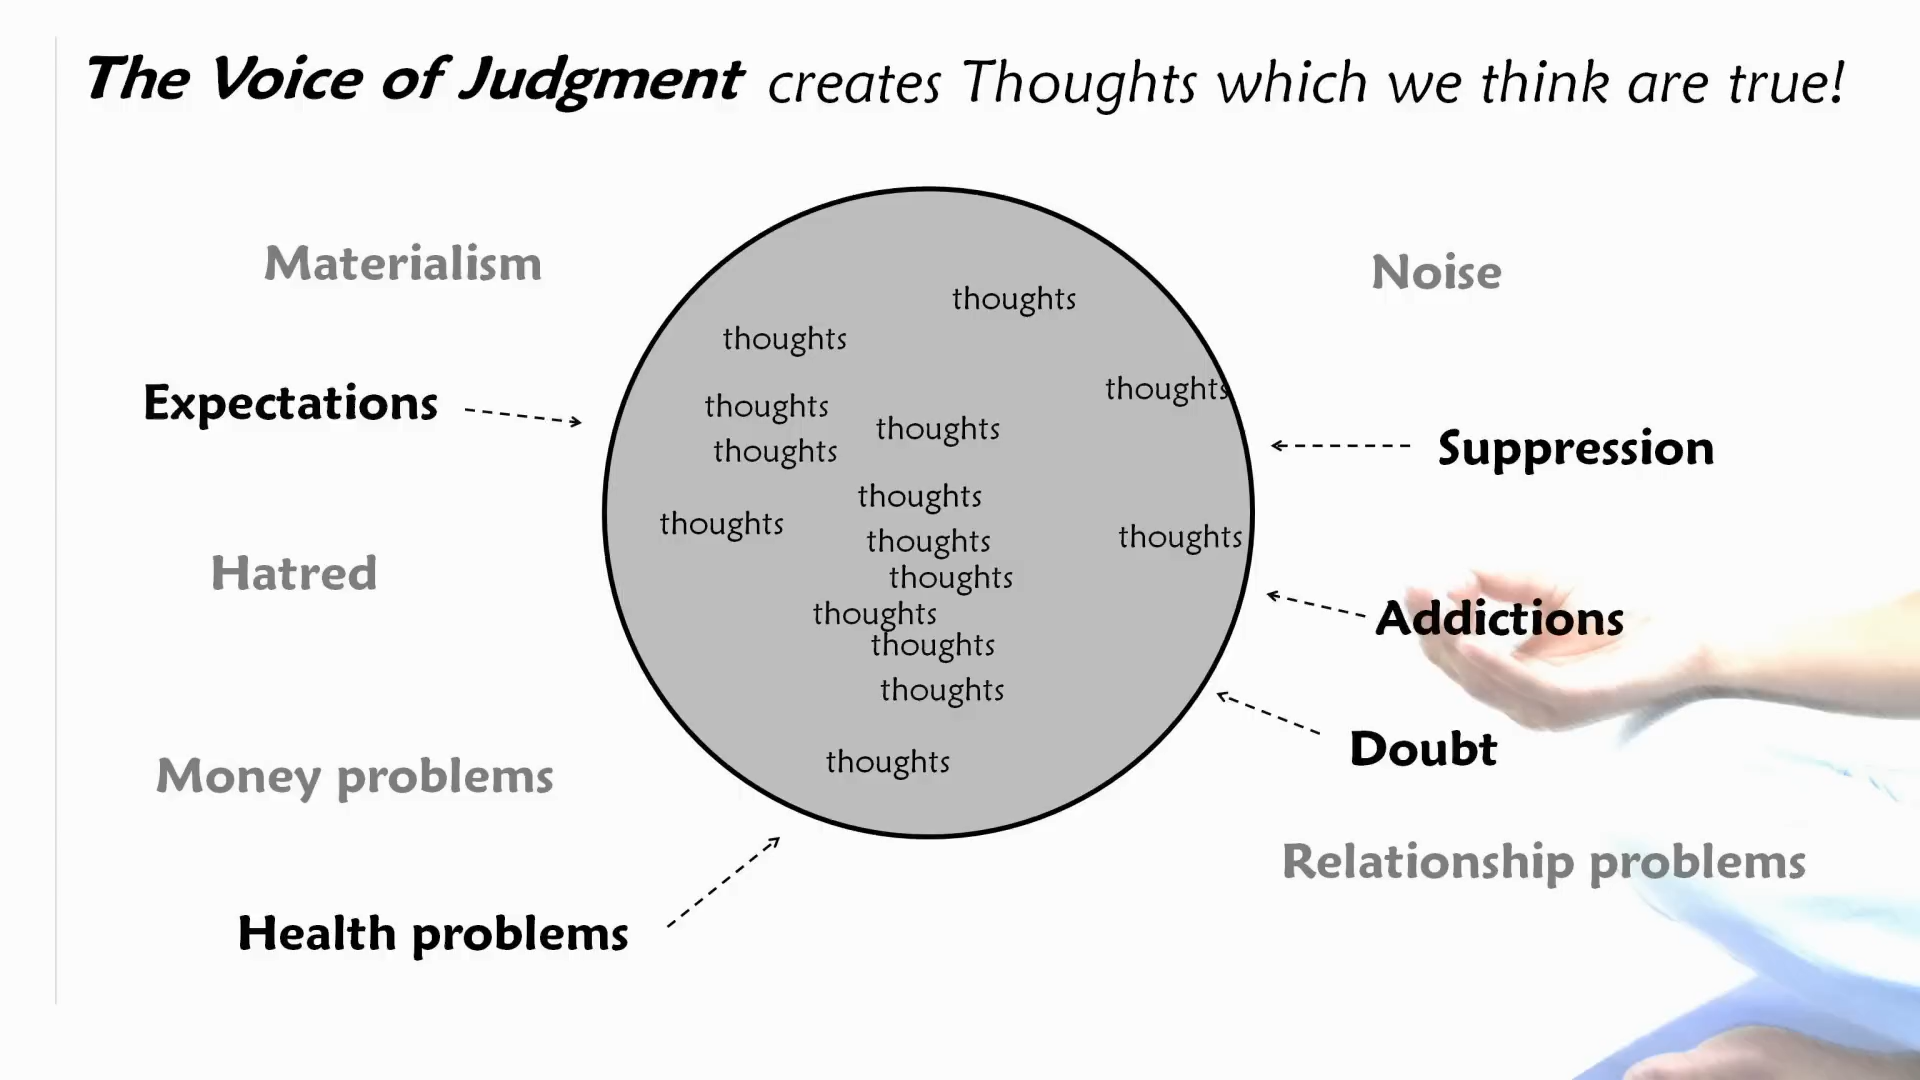 The Voice of Judgment creates Thoughts which we think are true!
Materialism
Noise
thoughts
thoughts
thoughts
Expectations
thoughts
thoughts
thoughts
Suppression
thoughts
thoughts
thoughts
thoughts
Hatred
thoughts
thoughts
Addictions
thoughts
thoughts
Doubt
thoughts
Money problems
Relationship problems
Health problems